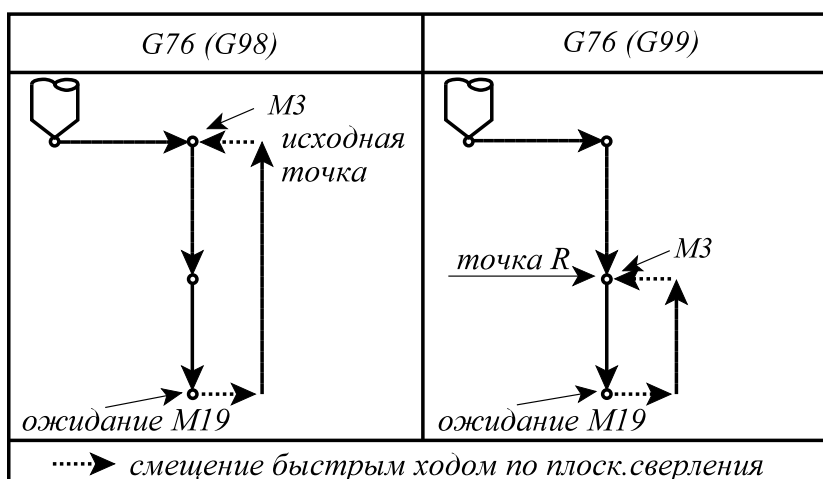 G76 (G98)
G76 (G99)
M3
исходная
точка
ожидание M19
точка R
M3
ожидание M19
смещение быстрым ходом по плоск.сверления